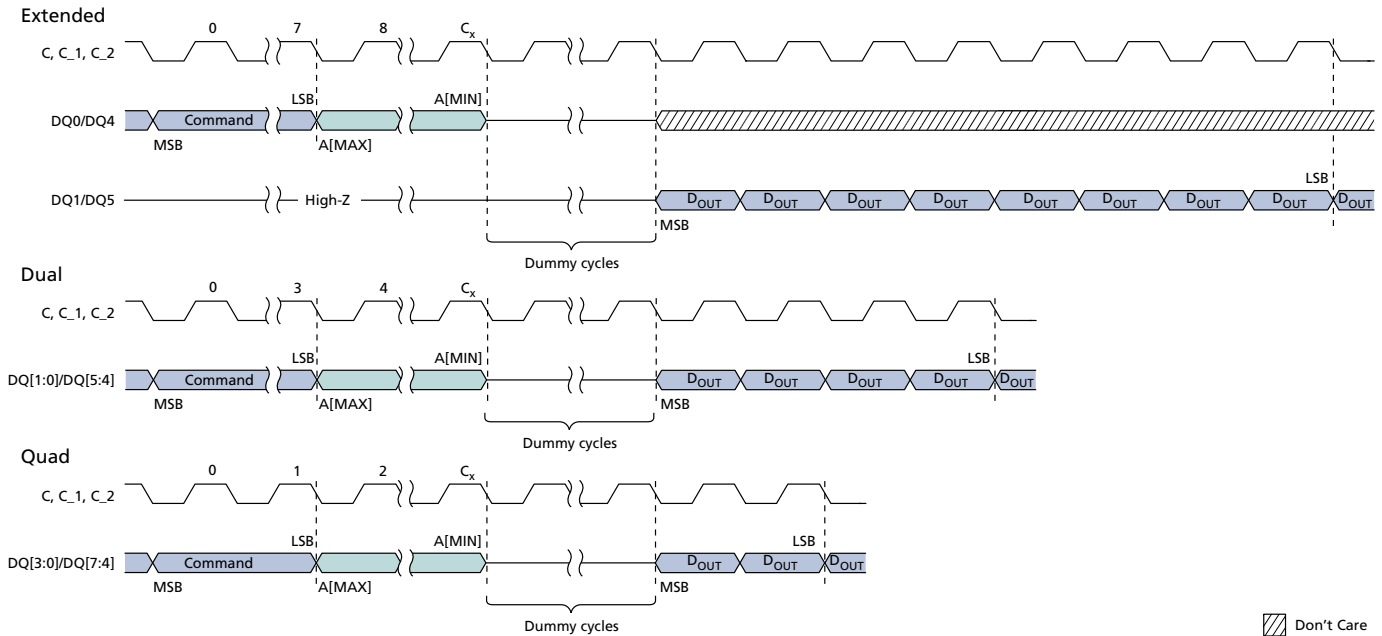 Extended
0 7 8 Cx
C, C_1, C_2
LSB A[MIN]
DQ0/DQ4 Command
MSB A[MAX]
LSB
DQ1/DQ5 High-Z DOUT DOUT DOUT DOUT DOUT DOUT DOUT DOUT DOUT
MSB
Dummy cycles
Dual
0 3 4 Cx
C, C_1, C_2
LSB A[MIN] LSB
DQ[1:0]/DQ[5:4] Command DOUT DOUT DOUT DOUT DOUT
MSB A[MAX] MSB
Dummy cycles
Quad
0 1 2 Cx
C, C_1, C_2
LSB A[MIN] LSB
DQ[3:0]/DQ[7:4] Command DOUT DOUT DOUT
MSB A[MAX] MSB
Dummy cycles
Don't Care